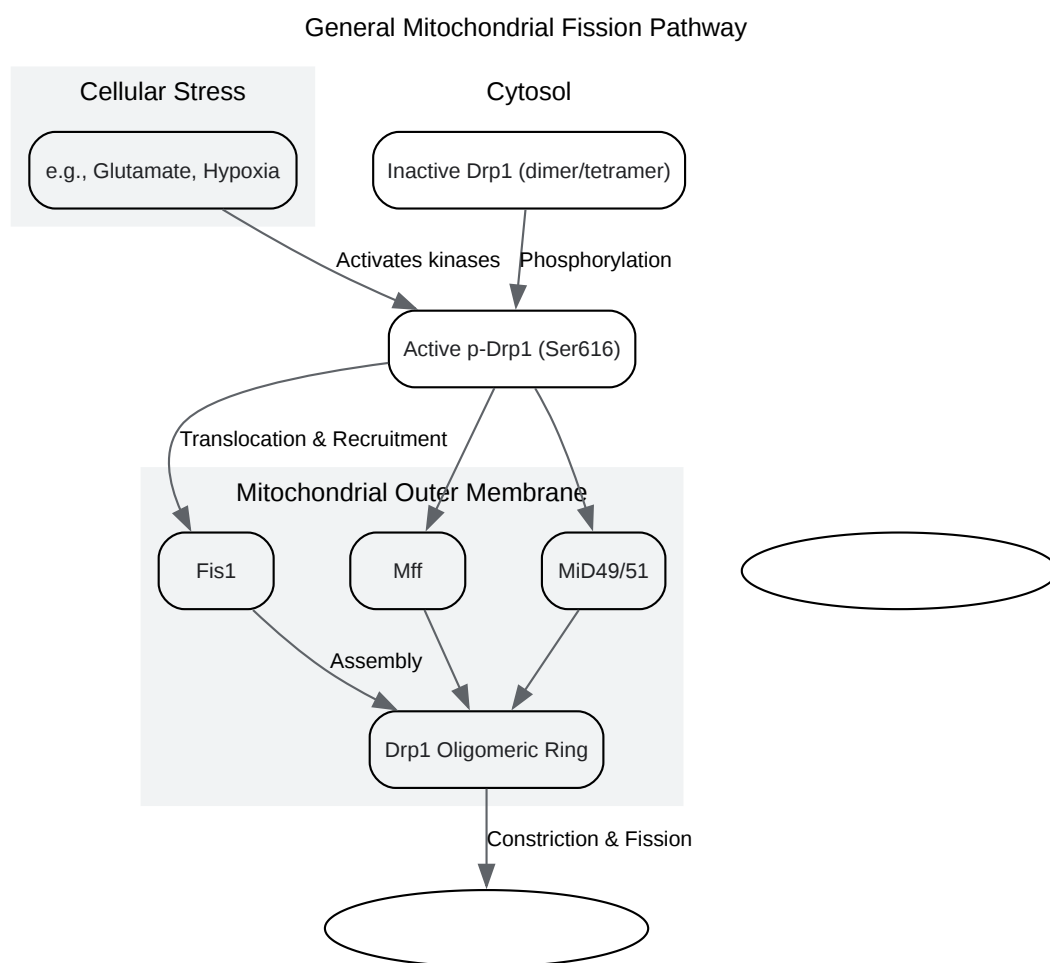 General Mitochondrial Fission Pathway
Cellular Stress
Cytosol
e.g., Glutamate, Hypoxia
Inactive Drp1 (dimer/tetramer)
Activates kinases
Phosphorylation
Active p-Drp1 (Ser616)
Translocation & Recruitment
Mitochondrial Outer Membrane
Fis1
Mff
MiD49/51
Assembly
Drp1 Oligomeric Ring
Constriction & Fission